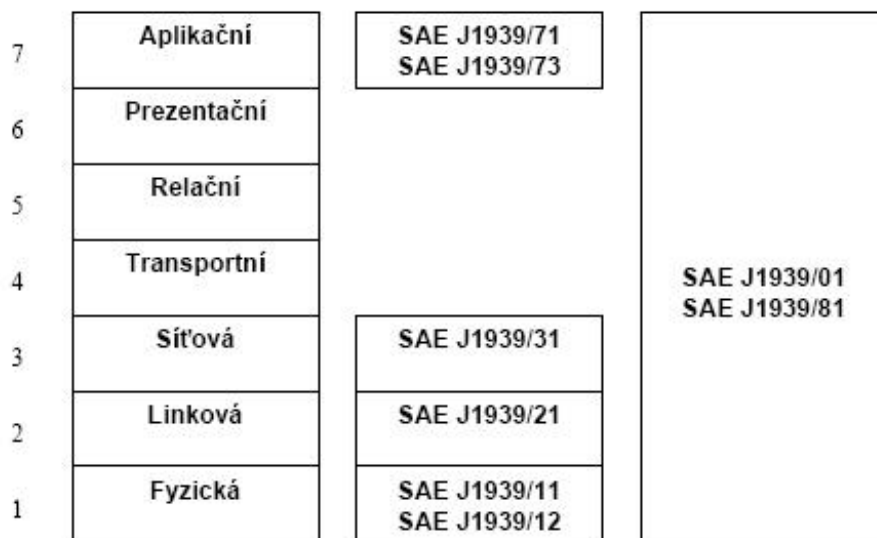 7
Aplikační
SAE J1939/71
SAE J1939/73
6
Prezentační
5
Relační
4
Transportní
SAE J1939/01
SAE J1939/81
3
Síťová
SAE J1939/31
2
Linková
SAE J1939/21
1
Fyzická
SAE J1939/11
SAE J1939/12